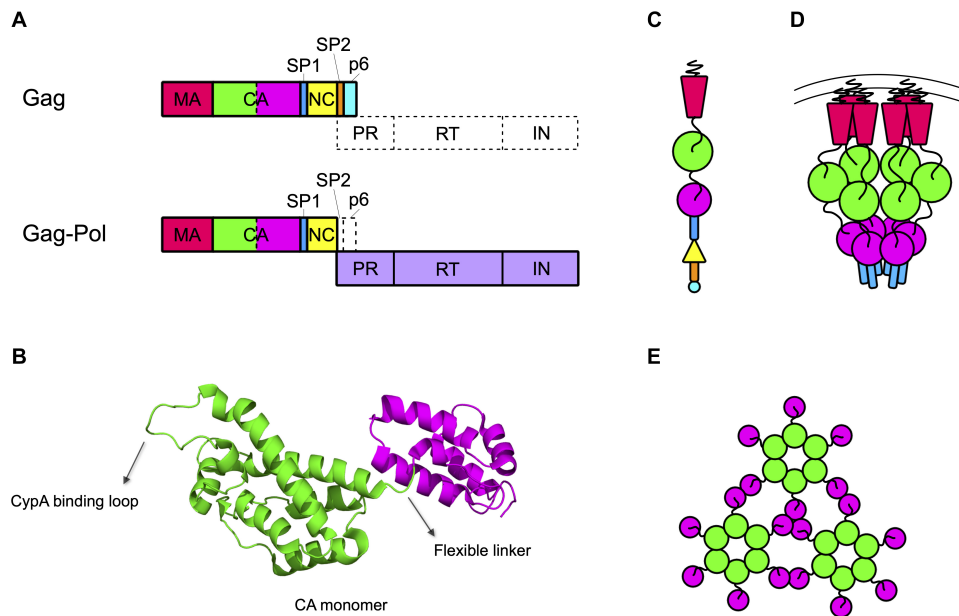 A
C
D
SP2
SP1
p6
Gag
MA
CA
NC
PR
RT
IN
SP2
SP1
p6
Gag-Pol
MA
CA
NC
PR
RT
IN
B
E
CypA binding loop
Flexible linker
CA monomer